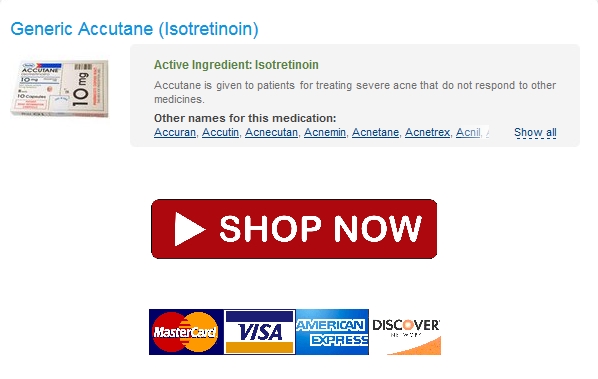 Generic Accutane (Isotretinoin)
Active Ingredient: Isotretinoin
Accutane is given to patients for treating severe acne that do not respond to other
medicines.
Other names for this medication:
Accuran, Accutin, Acnecutan, Acnemin, Acnetane, Acnetrex, Acnil,
Show all
ACCUTANE
10 mg
10 mg
10 Capsules
SHOP NOW
MasterCard
VISA
AMERICAN
EXPRESS
DISCOVER
NETWORK